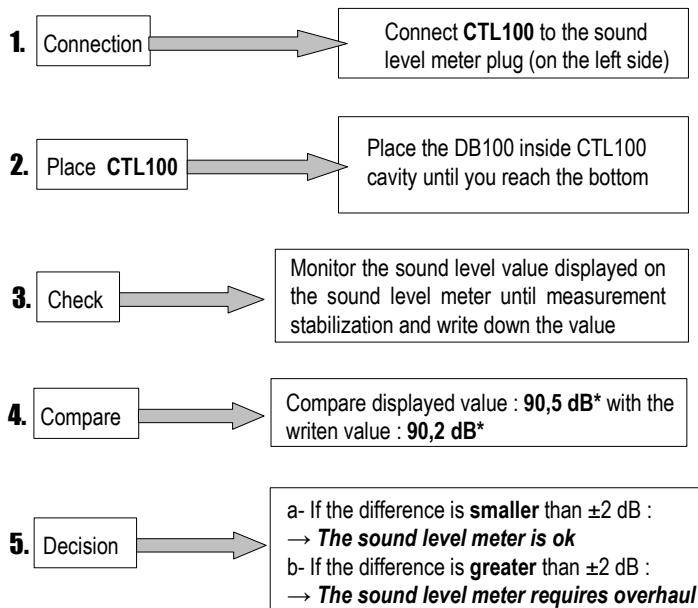 1. Connection
Connect CTL100 to the sound
level meter plug (on the left side)
2. Place CTL100
Place the DB100 inside CTL100
cavity until you reach the bottom
3. Check
Monitor the sound level value displayed on
the sound level meter until measurement
stabilization and write down the value
4. Compare
Compare displayed value : 90,5 dB* with the
writen value : 90,2 dB*
5. Decision
a- If the difference is smaller than ±2 dB :
→ The sound level meter is ok
b- If the difference is greater than ±2 dB :
→ The sound level meter requires overhaul